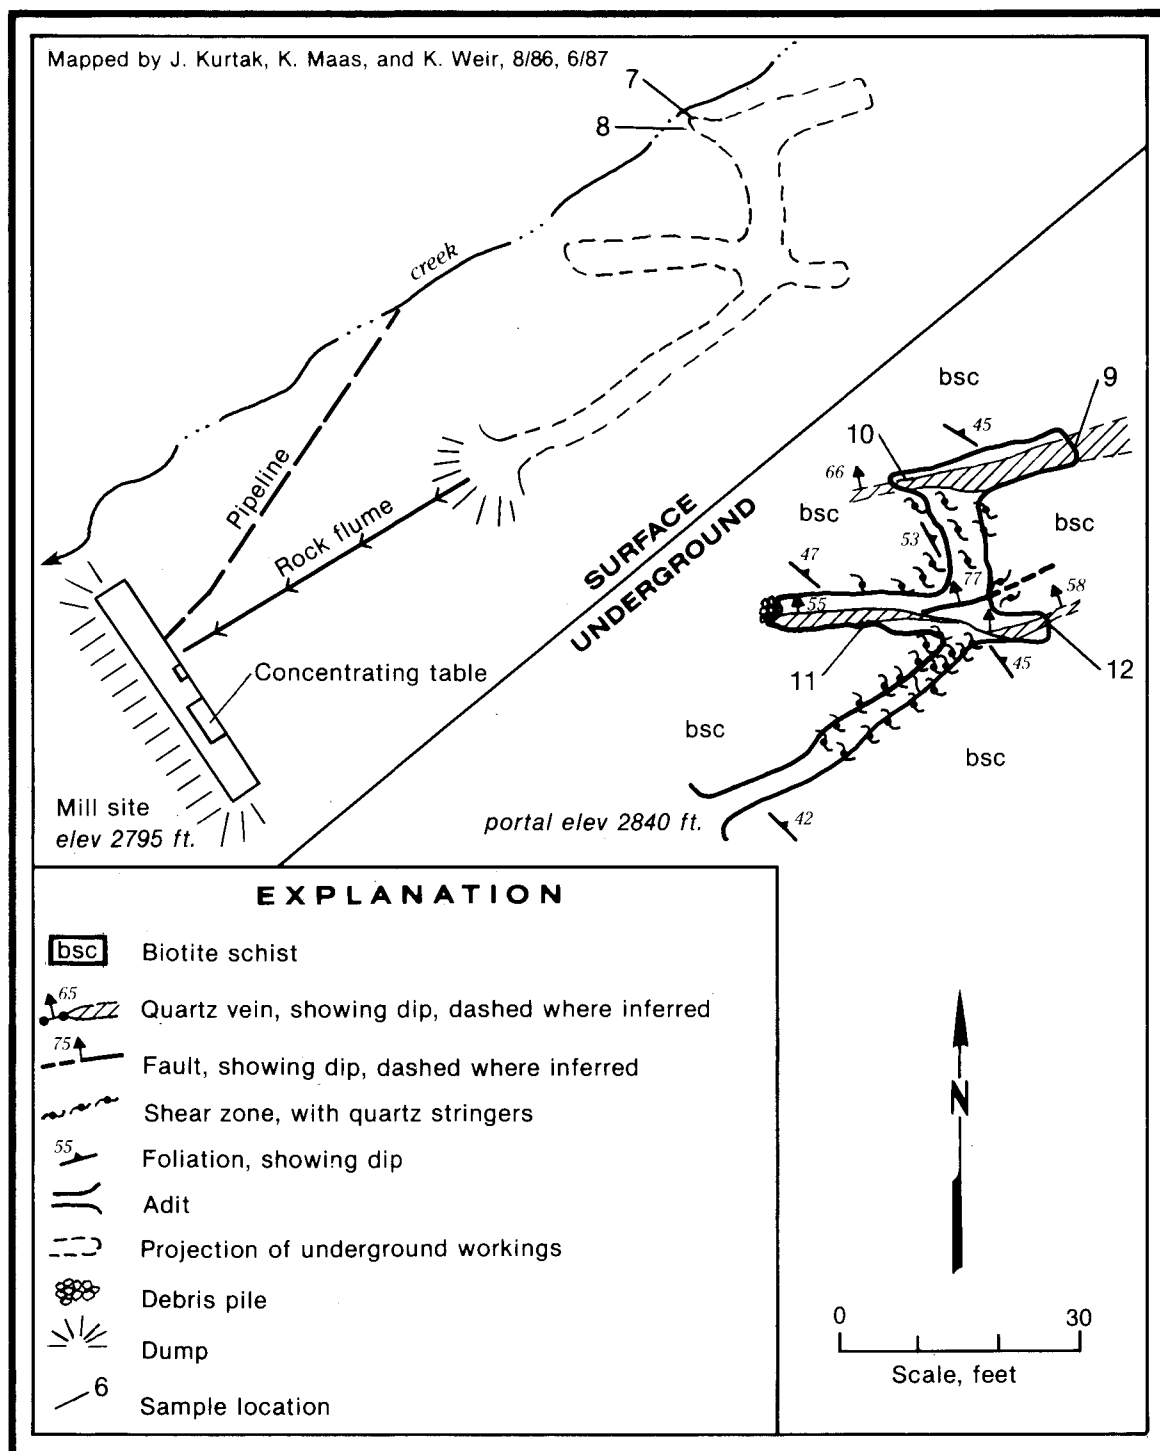 Mapped by J. Kurtak, K. Maas, and K. Weir, 8/86, 6/87
7
8
creek
Pipeline
Rock flume
Concentrating table
Mill site
elev 2795 ft.
SURFACE
UNDERGROUND
portal elev 2840 ft.
bsc
9
45
10
66
bsc
bsc
53
47
77
58
55
11
45
12
bsc
bsc
42
EXPLANATION
bsc Biotite schist
65 Quartz vein, showing dip, dashed where inferred
75 Fault, showing dip, dashed where inferred
Shear zone, with quartz stringers
55 Foliation, showing dip
Adit
Projection of underground workings
Debris pile
Dump
6 Sample location
N
0 30
Scale, feet